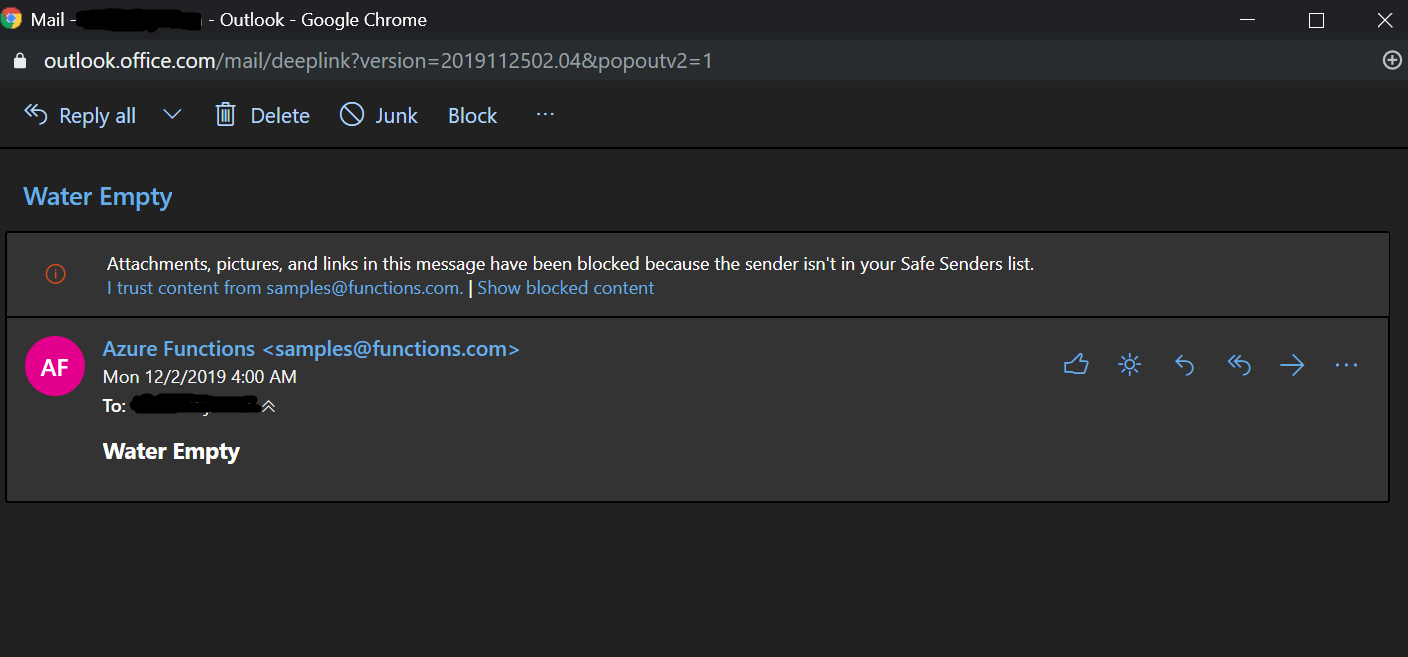 Mail - - Outlook - Google Chrome
outlook.office.com/mail/deeplink?version=2019112502.04&popoutv2=1
Reply all Delete Junk Block ...
Water Empty
Attachments, pictures, and links in this message have been blocked because the sender isn't in your Safe Senders list.
I trust content from samples@functions.com. | Show blocked content
AF
Azure Functions <samples@functions.com>
Mon 12/2/2019 4:00 AM
To:
Water Empty